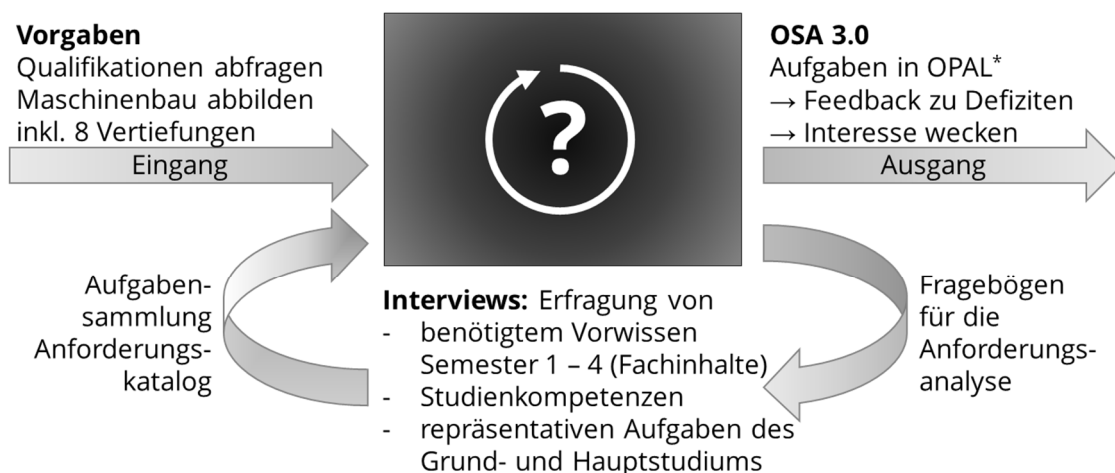 Vorgaben
Qualifikationen abfragen
Maschinenbau abbilden
inkl. 8 Vertiefungen
Eingang
?
OSA 3.0
Aufgaben in OPAL*
→ Feedback zu Defiziten
→ Interesse wecken
Ausgang
Aufgaben-
sammlung
Anforderungs-
katalog
Interviews: Erfragung von
- benötigtem Vorwissen
Semester 1 – 4 (Fachinhalte)
- Studienkompetenzen
- repräsentativen Aufgaben des
Grund- und Hauptstudiums
Fragebögen
für die
Anforderungs-
analyse